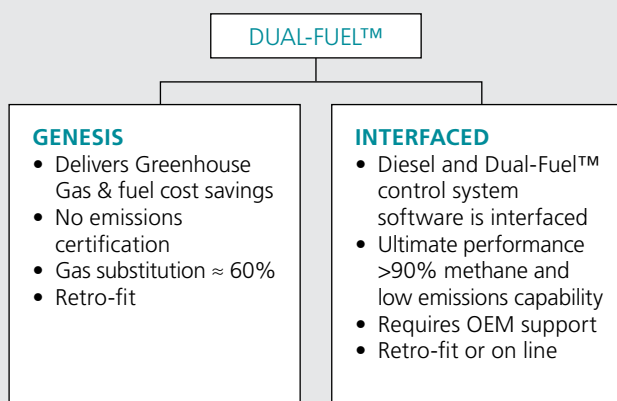 DUAL-FUEL™
GENESIS
• Delivers Greenhouse
Gas & fuel cost savings
• No emissions
certification
• Gas substitution ≈ 60%
• Retro-fit
INTERFACED
• Diesel and Dual-Fuel™
control system
software is interfaced
• Ultimate performance
>90% methane and
low emissions capability
• Requires OEM support
• Retro-fit or on line